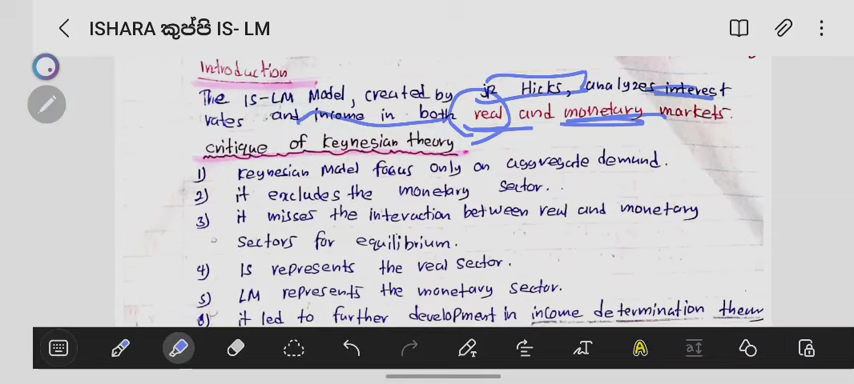 ISHARA කුප්පි IS- LM
Introduction
The IS-LM Model, created by JR Hicks, analyzes interest
rates and income in both real and monetary markets.
critique of Keynesian theory
1) Keynesian Model focus only on aggregate demand.
2) it excludes the monetary sector.
3) it misses the interaction between real and monetary
sectors for equilibrium.
4) IS represents the real sector.
5) LM represents the monetary sector.
6) it led to further development in income determination theory